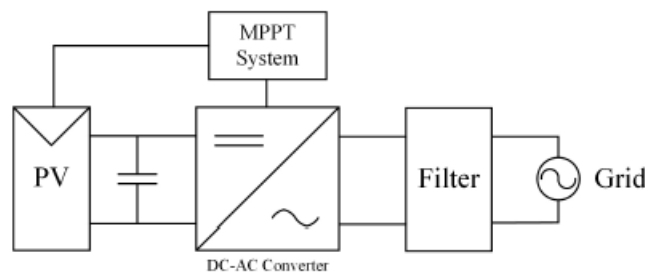 MPPT
System
PV
Filter
Grid
DC-AC Converter